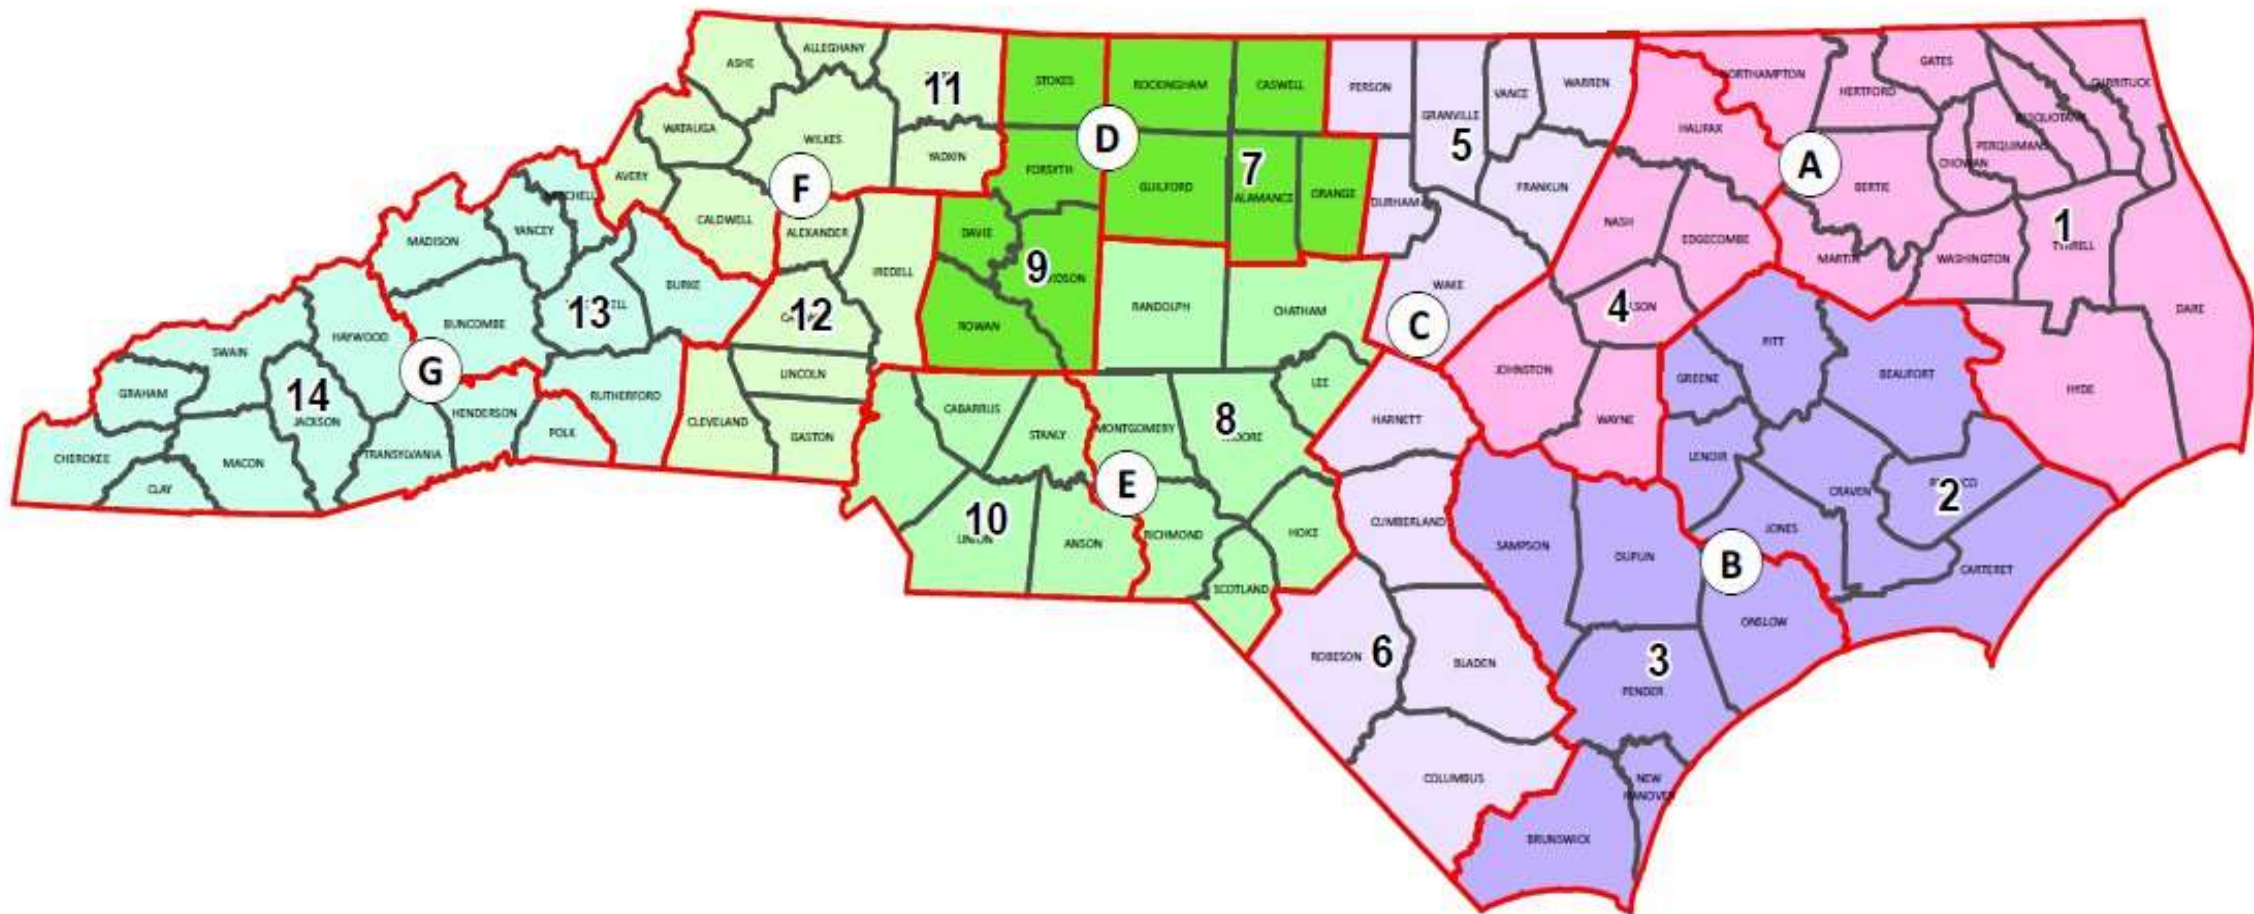 ASHE
ALLEGHANY
11
WATAUGA
WILKES
YADKIN
AVERY
F
CALDWELL
ALEXANDER
IREDELL
12
LINCOLN
CLEVELAND
GASTON
STOKES
ROCKINGHAM
CASWELL
D
FORSYTH
GUILFORD
7
ALAMANCE
ORANGE
DAVIE
9
ROWAN
PERSON
GRANVILLE
VANCE
WARREN
5
FRANKLIN
DURHAM
WAKE
C
HARNETT
CUMBERLAND
ROBESON
6
BLADEN
COLUMBUS
NORTHAMPTON
HERTFORD
GATES
CURRITUCK
PASQUOTANK
PERQUIMANS
CHOWAN
HALIFAX
A
BERTIE
1
MARTIN
WASHINGTON
DARE
HYDE
NASH
EDGECOMBE
4
JOHNSTON
WAYNE
PITT
GREENE
BEAUFORT
LENOIR
CRAVEN
2
JONES
CARTERET
B
SAMPSON
DUPLIN
ONSLOW
3
PENDER
NEW
HANOVER
BRUNSWICK
RANDOLPH
CHATHAM
LEE
8
MONTGOMERY
CABARRUS
STANLY
E
10
UNION
ANSON
RICHMOND
HOKE
SCOTLAND
MADISON
YANCEY
MITCHELL
BURKE
BUNCOMBE
13
RUTHERFORD
POLK
G
HENDERSON
TRANSYLVANIA
HAYWOOD
SWAIN
GRAHAM
14
JACKSON
MACON
CHEROKEE
CLAY